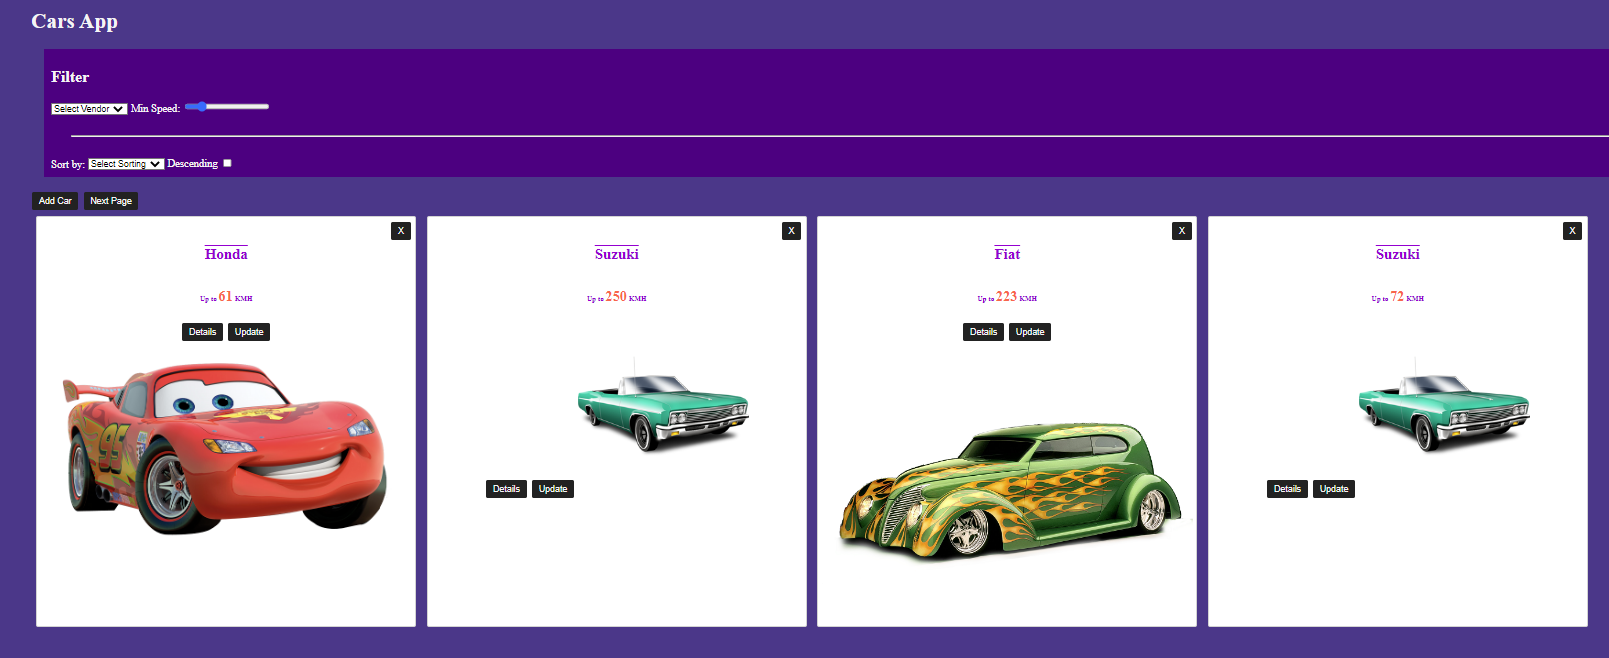 Cars App
Filter
Select Vendor Min Speed:
Sort by: Select Sorting Descending
Add Car Next Page
X
Honda
Up to 61 KMH
Details Update
95
X
Suzuki
Up to 250 KMH
Details Update
X
Fiat
Up to 223 KMH
Details Update
X
Suzuki
Up to 72 KMH
Details Update